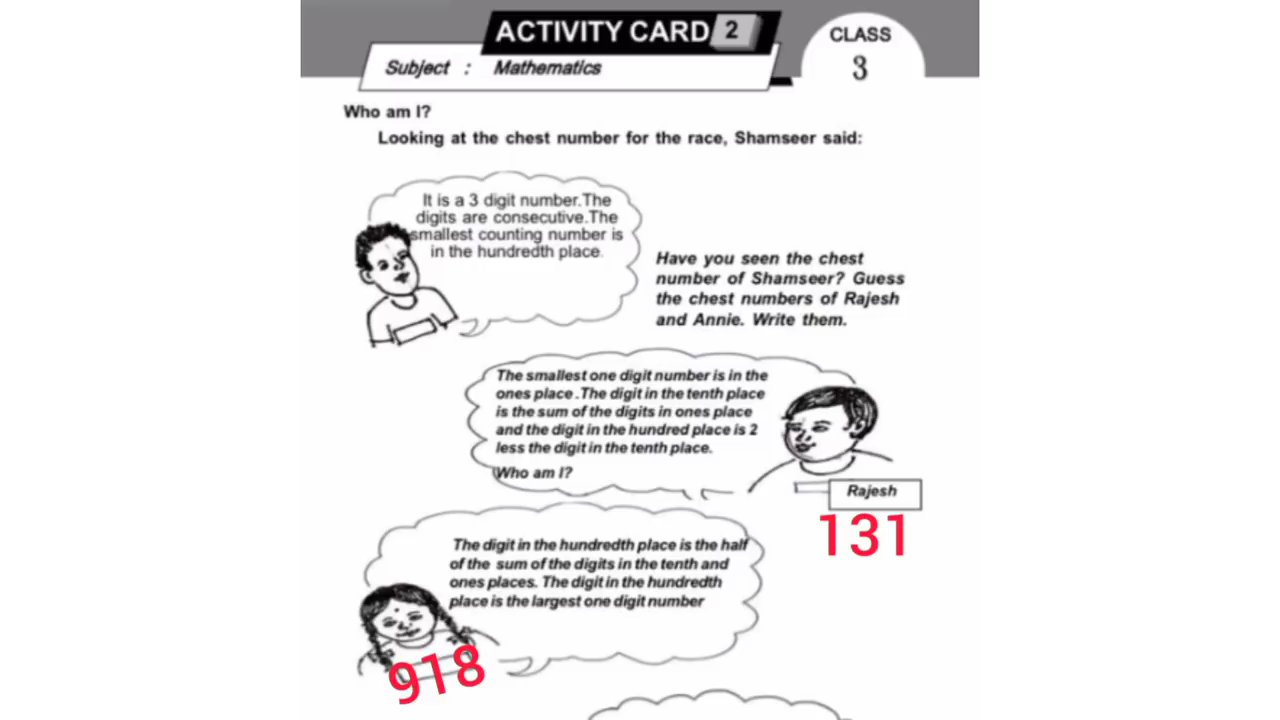 ACTIVITY CARD 2
CLASS
3
Subject : Mathematics
Who am I?
Looking at the chest number for the race, Shamseer said:
It is a 3 digit number.The
digits are consecutive.The
smallest counting number is
in the hundredth place.
Have you seen the chest
number of Shamseer? Guess
the chest numbers of Rajesh
and Annie. Write them.
The smallest one digit number is in the
ones place .The digit in the tenth place
is the sum of the digits in ones place
and the digit in the hundred place is 2
less the digit in the tenth place.
Who am I?
Rajesh
131
The digit in the hundredth place is the half
of the sum of the digits in the tenth and
ones places. The digit in the hundredth
place is the largest one digit number
918